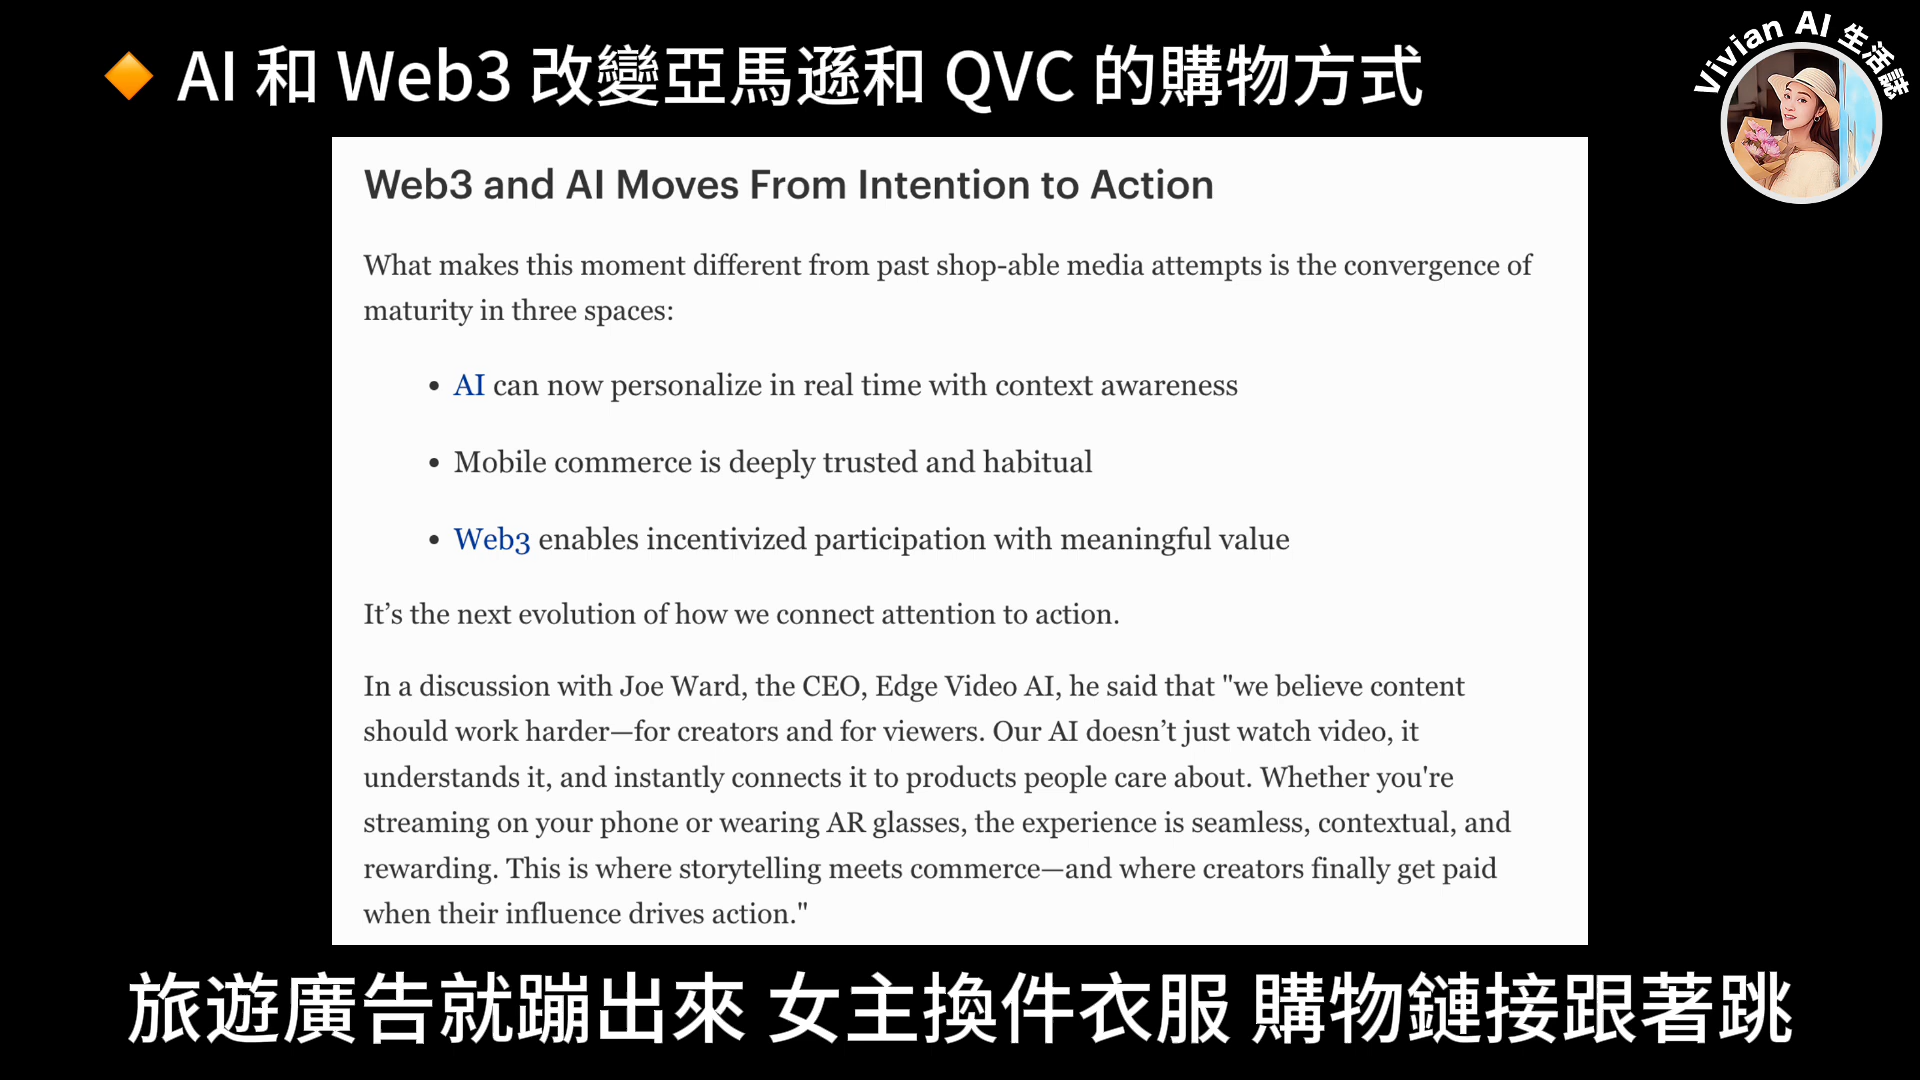 🔸 AI 和 Web3 改變亞馬遜和 QVC 的購物方式
Vivian AI 生活誌
Web3 and AI Moves From Intention to Action
What makes this moment different from past shop-able media attempts is the convergence of
maturity in three spaces:
• AI can now personalize in real time with context awareness
• Mobile commerce is deeply trusted and habitual
• Web3 enables incentivized participation with meaningful value
It’s the next evolution of how we connect attention to action.
In a discussion with Joe Ward, the CEO, Edge Video AI, he said that "we believe content
should work harder—for creators and for viewers. Our AI doesn’t just watch video, it
understands it, and instantly connects it to products people care about. Whether you're
streaming on your phone or wearing AR glasses, the experience is seamless, contextual, and
rewarding. This is where storytelling meets commerce—and where creators finally get paid
when their influence drives action."
旅遊廣告就蹦出來 女主換件衣服 購物鏈接跟著跳